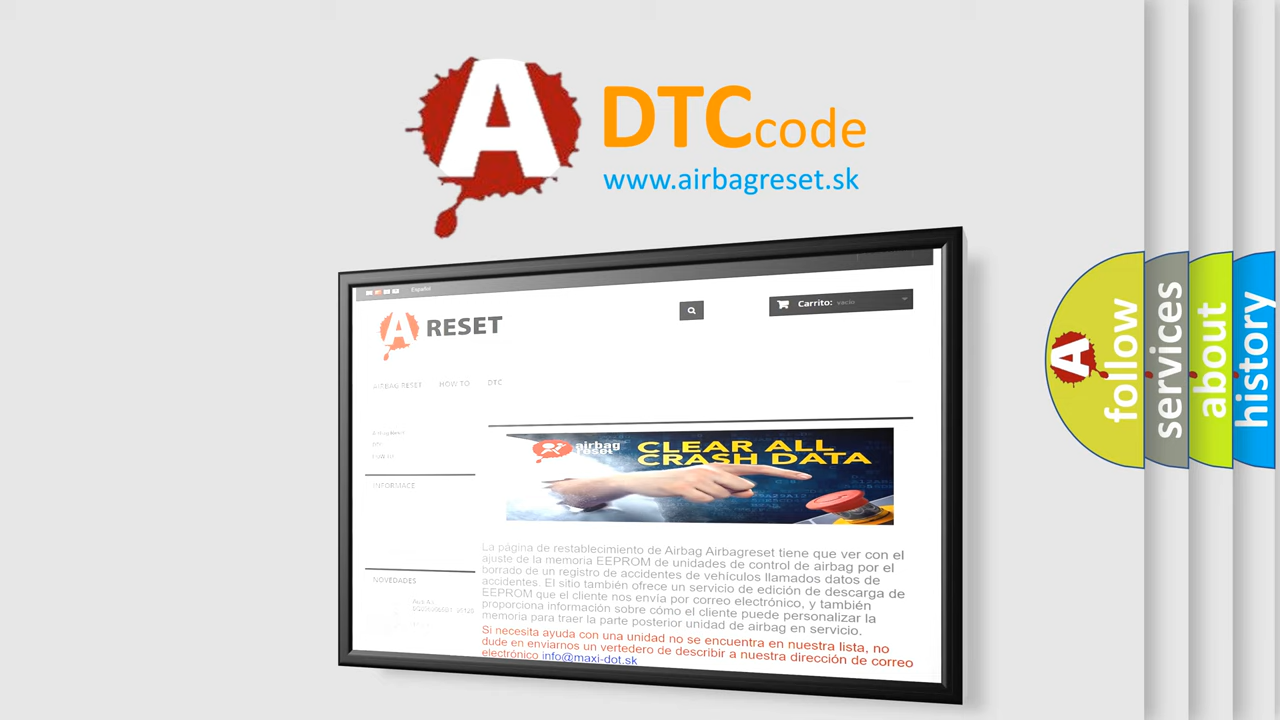 A
DTC code
www.airbagreset.sk
Español
A RESET
Carrito: vacío
AIRBAG RESET HOW TO DTC
INFORMACE
airbag
reset
CLEAR ALL
CRASH DATA
La página de restablecimiento de Airbag Airbagreset tiene que ver con el
ajuste de la memoria EEPROM de unidades de control de airbag por el
borrado de un registro de accidentes de vehículos llamados datos de
accidentes. El sitio también ofrece un servicio de edición de descarga de
EEPROM que el cliente nos envía por correo electrónico, y también
proporciona información sobre cómo el cliente puede personalizar la
memoria para traer la parte posterior unidad de airbag en servicio.
Si necesita ayuda con una unidad no se encuentra en nuestra lista, no
dude en enviarnos un vertedero de describir a nuestra dirección de correo
electrónico info@maxi-dot.sk
NOVEDADES
A
follow
services
about
history